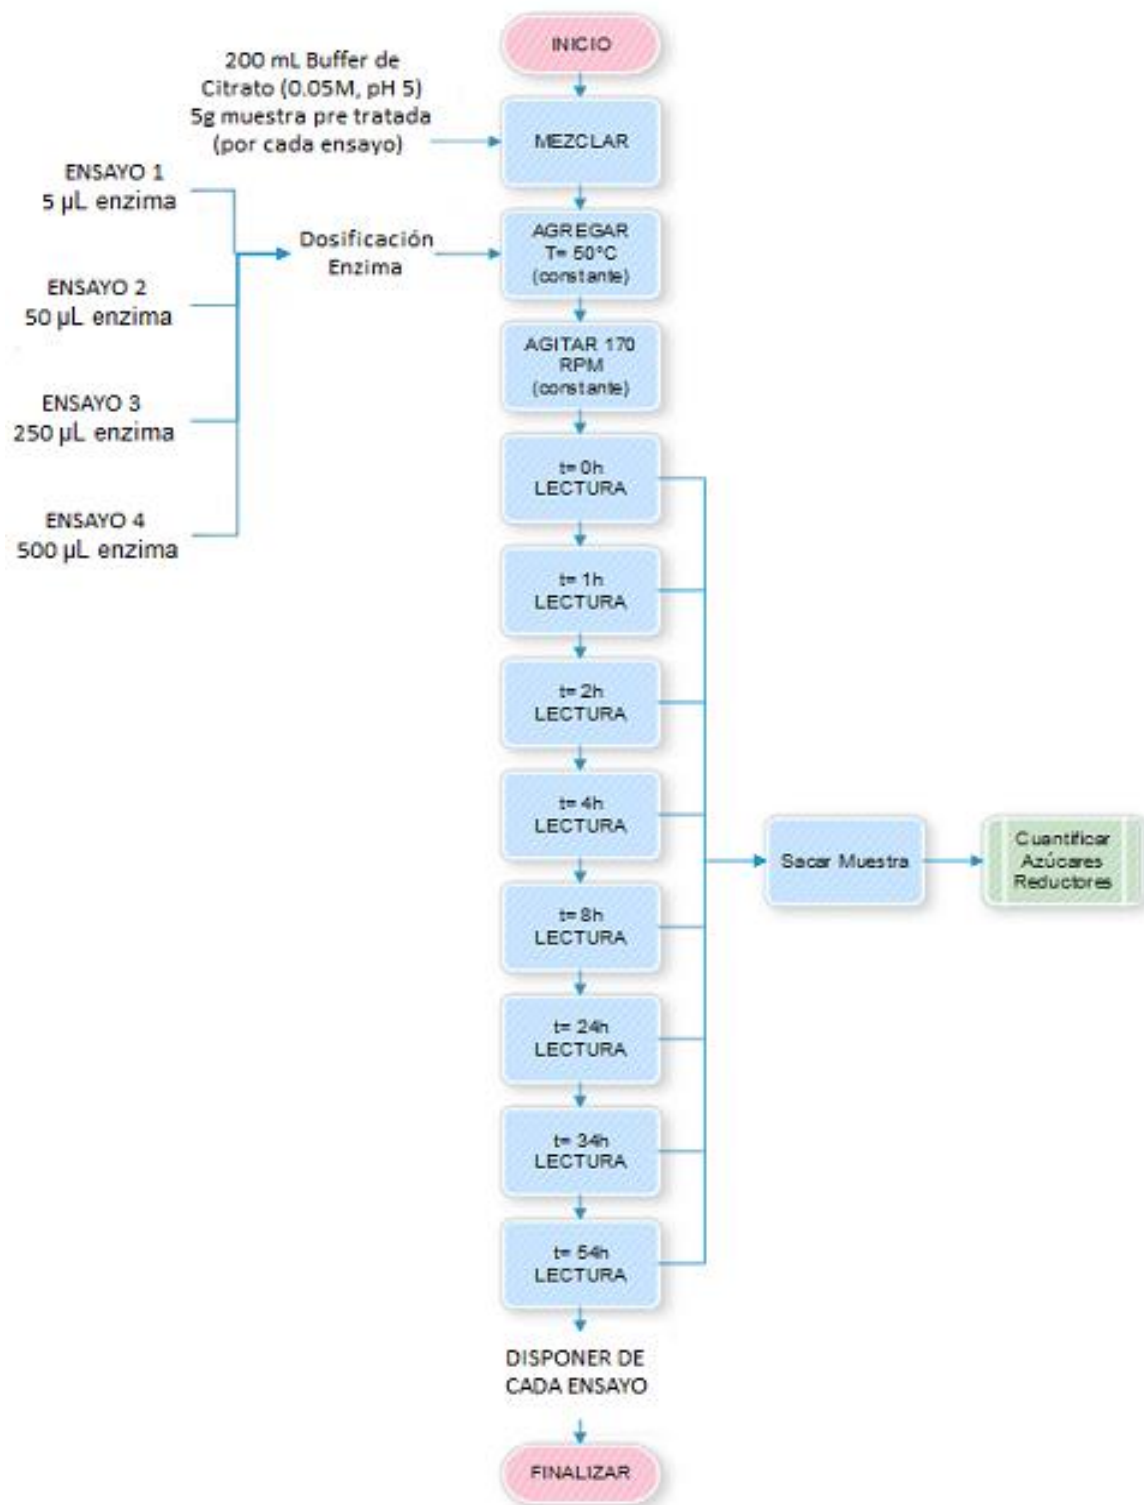 INICIO
200 mL Buffer de
Citrato (0.05M, pH 5)
5g muestra pre tratada
(por cada ensayo)
MEZCLAR
ENSAYO 1
5 µL enzima
ENSAYO 2
50 µL enzima
ENSAYO 3
250 µL enzima
ENSAYO 4
500 µL enzima
Dosificación
Enzima
AGREGAR
T= 50°C
(constante)
AGITAR 170
RPM
(constante)
t= 0h
LECTURA
t= 1h
LECTURA
t= 2h
LECTURA
t= 4h
LECTURA
t= 8h
LECTURA
t= 24h
LECTURA
t= 34h
LECTURA
t= 54h
LECTURA
Sacar Muestra
Cuantificar
Azúcares
Reductores
DISPONER DE
CADA ENSAYO
FINALIZAR